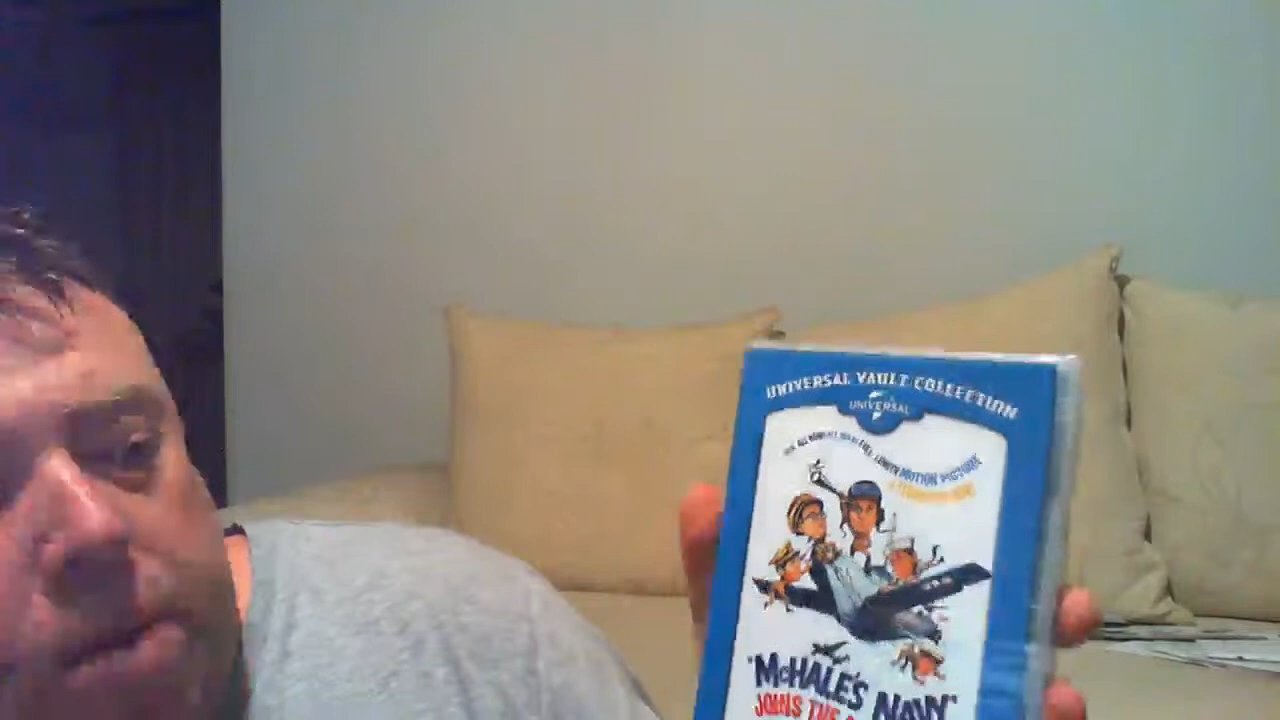 UNIVERSAL VAULT COLLECTION
UNIVERSAL
MOTION PICTURE
"McHALE'S NAVY"
JOINS THE